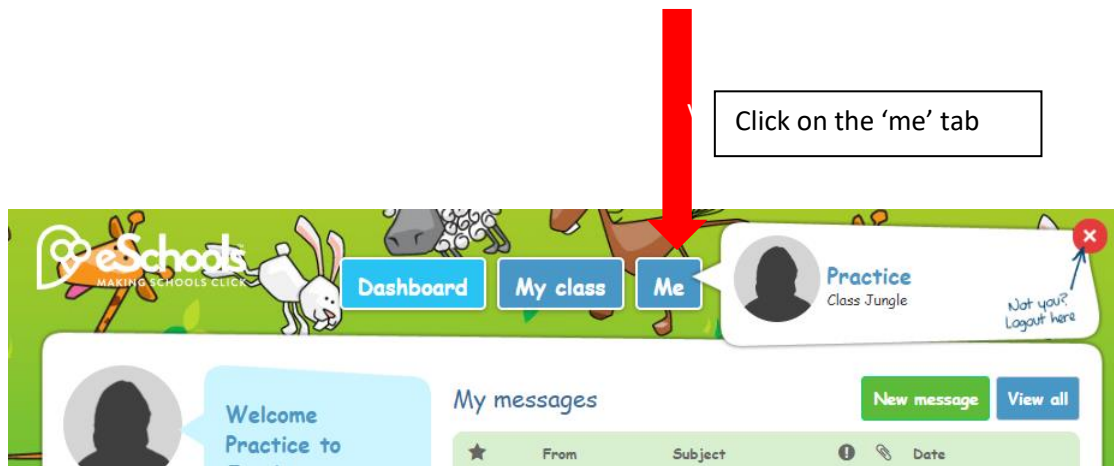 Click on the ‘me’ tab
eSchools
MAKING SCHOOLS CLICK
Dashboard
My class
Me
Practice
Class Jungle
Not you?
Logout here
Welcome
Practice to
My messages
New message
View all
From Subject Date